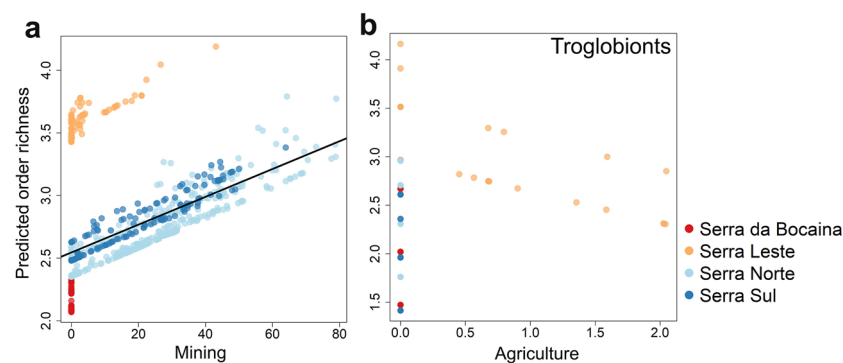 a
Predicted order richness
4.0
3.5
3.0
2.5
2.0
0
20
40
60
80
Mining
b
Troglobionts
4.0
3.5
3.0
2.5
2.0
1.5
0.0
0.5
1.0
1.5
2.0
Agriculture
Serra da Bocaina
Serra Leste
Serra Norte
Serra Sul